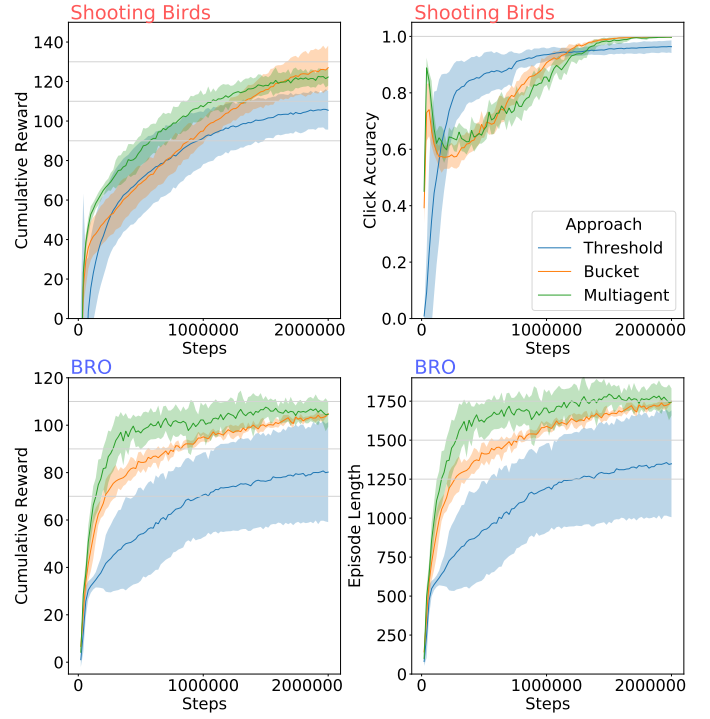 Shooting Birds
Cumulative Reward
140
120
100
80
60
40
20
0
0
1000000
2000000
Steps
Shooting Birds
Click Accuracy
1.0
0.8
0.6
0.4
0.2
0.0
Approach
Threshold
Bucket
Multiagent
0
1000000
2000000
Steps
BRO
Cumulative Reward
120
100
80
60
40
20
0
0
1000000
2000000
Steps
BRO
Episode Length
1750
1500
1250
1000
750
500
250
0
0
1000000
2000000
Steps